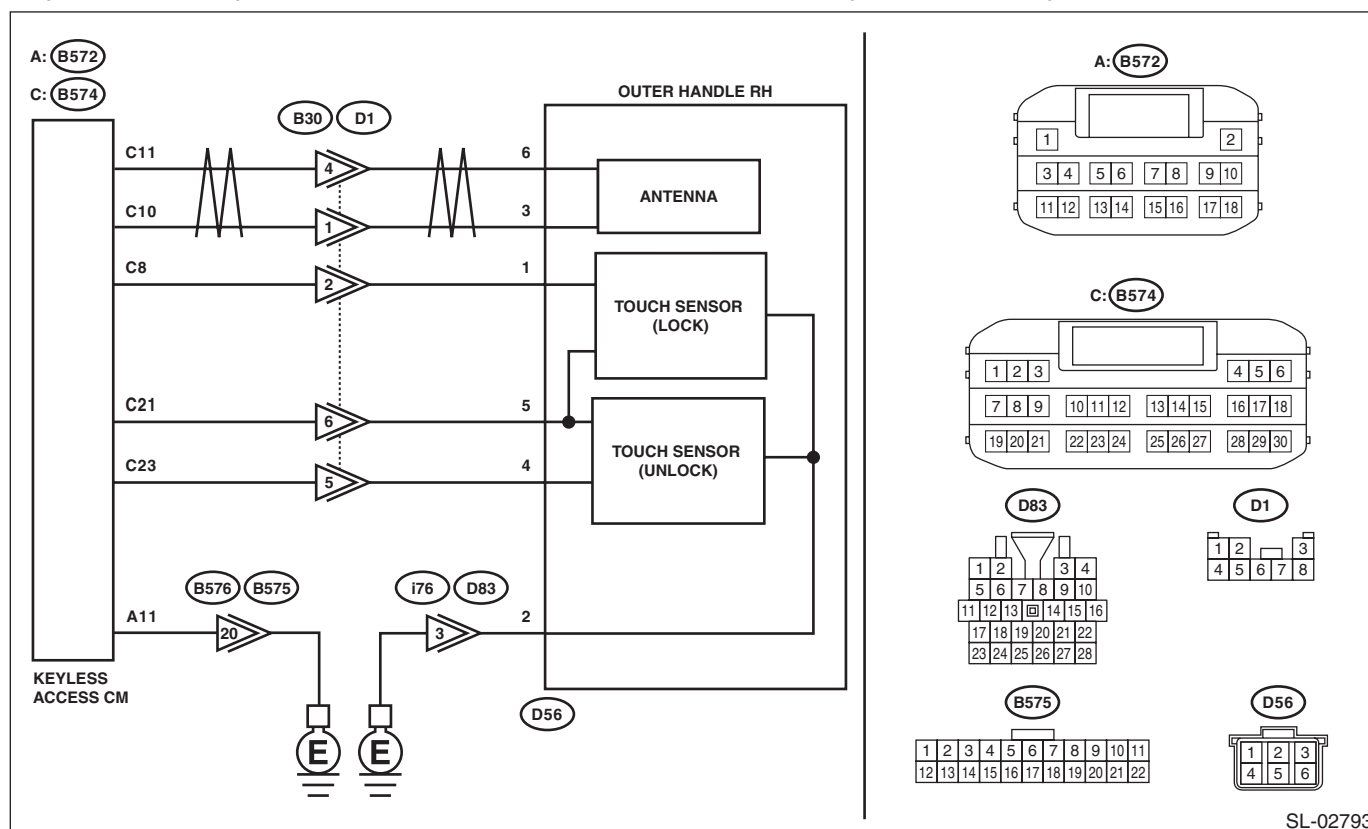 A: B572
C: B574
B30 D1
OUTER HANDLE RH
C11 4 6
ANTENNA
C10 1 3
C8 2 1
TOUCH SENSOR
(LOCK)
C21 6 5
TOUCH SENSOR
(UNLOCK)
C23 5 4
B576 B575
i76 D83
A11 20
3 2
KEYLESS
ACCESS CM
D56
E E
A: B572
1 2
3 4 5 6 7 8 9 10
11 12 13 14 15 16 17 18
C: B574
1 2 3 4 5 6
7 8 9 10 11 12 13 14 15 16 17 18
19 20 21 22 23 24 25 26 27 28 29 30
D83
1 2 3 4
5 6 7 8 9 10
11 12 13 14 15 16
17 18 19 20 21 22
23 24 25 26 27 28
D1
1 2 3
4 5 6 7 8
B575
1 2 3 4 5 6 7 8 9 10 11
12 13 14 15 16 17 18 19 20 21 22
D56
1 2 3
4 5 6
SL-02793